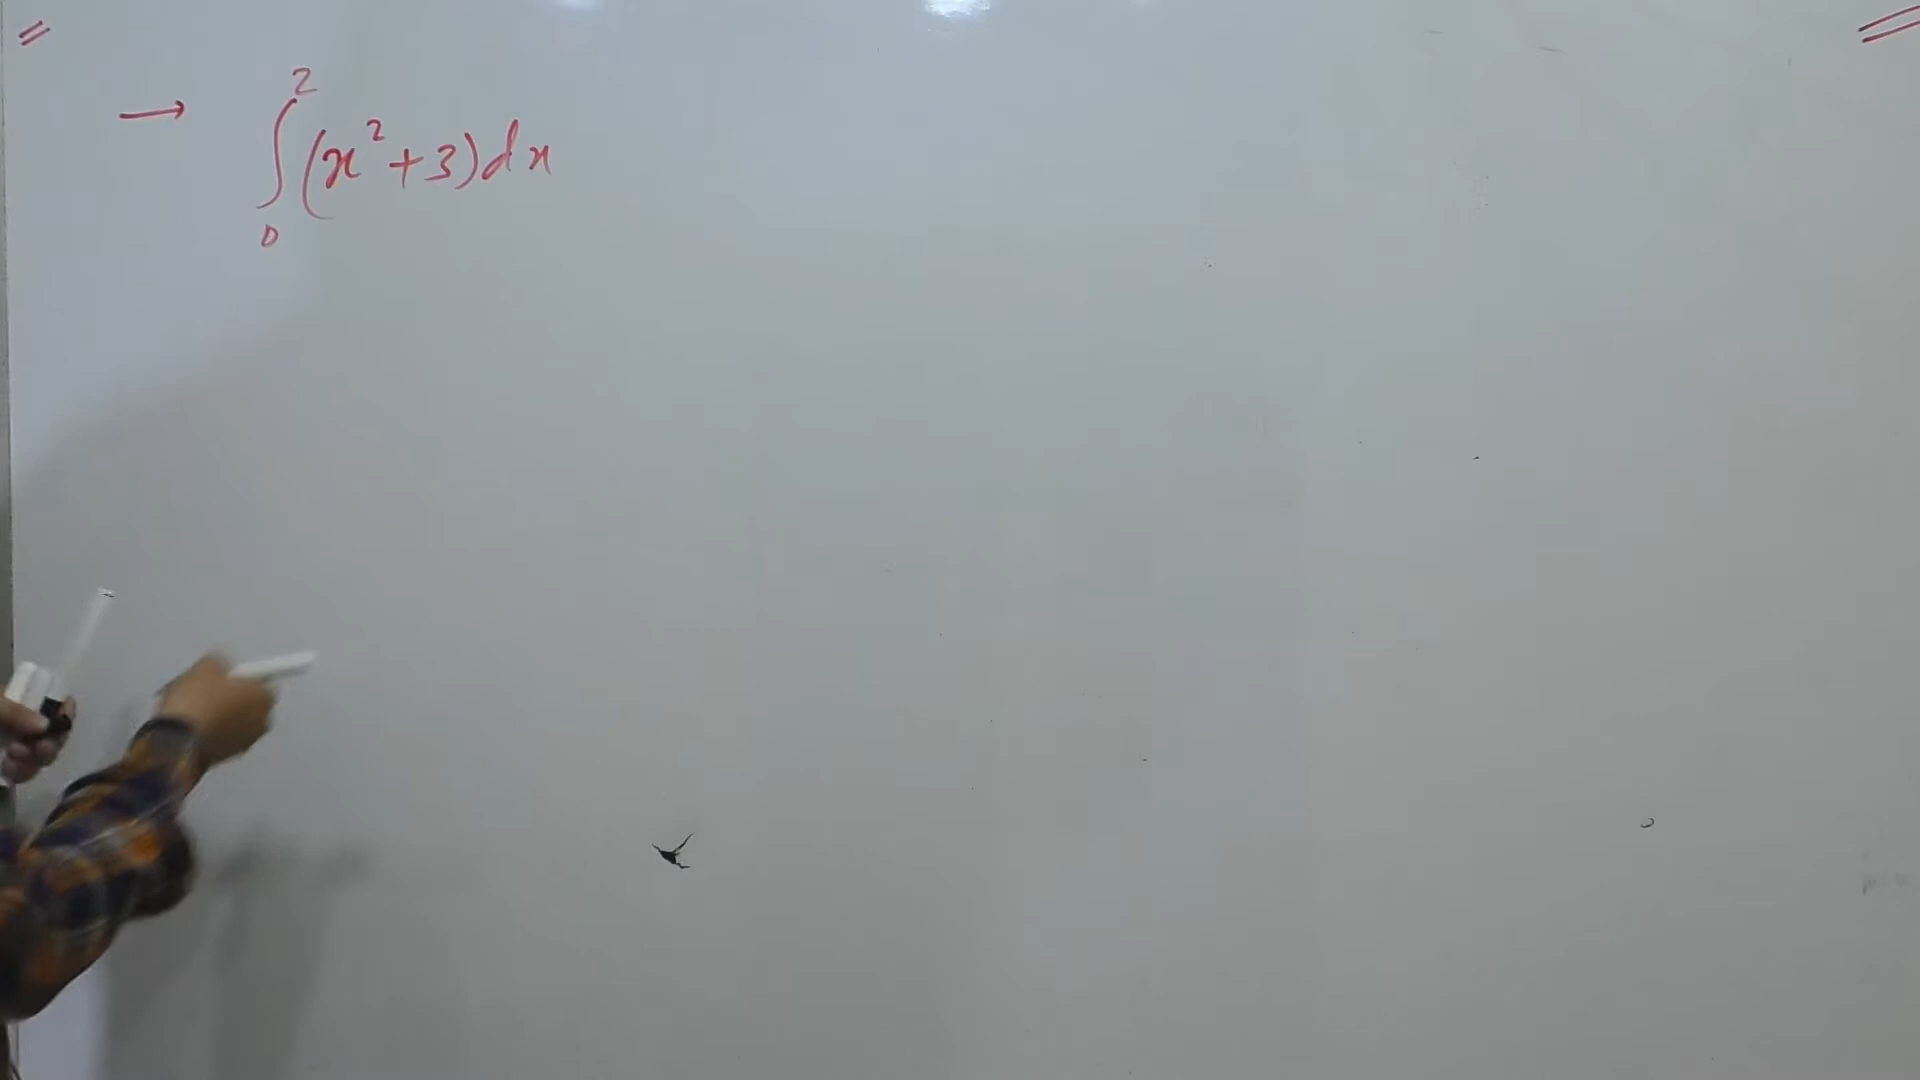 → ∫₀² (x² + 3) dx